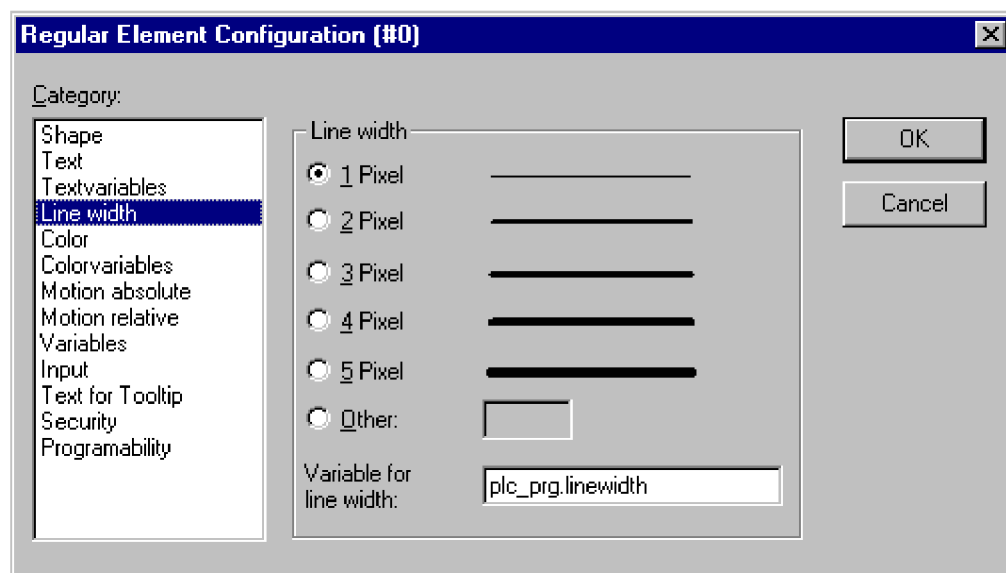 Regular Element Configuration (#0)
Category:
Shape
Text
Textvariables
Line width
Color
Colorvariables
Motion absolute
Motion relative
Variables
Input
Text for Tooltip
Security
Programability
Line width
1 Pixel
2 Pixel
3 Pixel
4 Pixel
5 Pixel
Other:
Variable for
line width:
plc_prg.linewidth
OK
Cancel